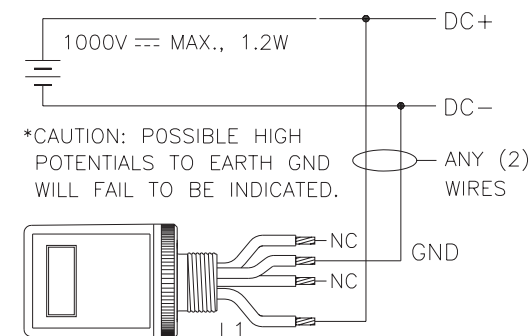 DC+
1000V ⎓ MAX., 1.2W
DC−
*CAUTION: POSSIBLE HIGH
POTENTIALS TO EARTH GND
WILL FAIL TO BE INDICATED.
ANY (2)
WIRES
NC
GND
NC
L1